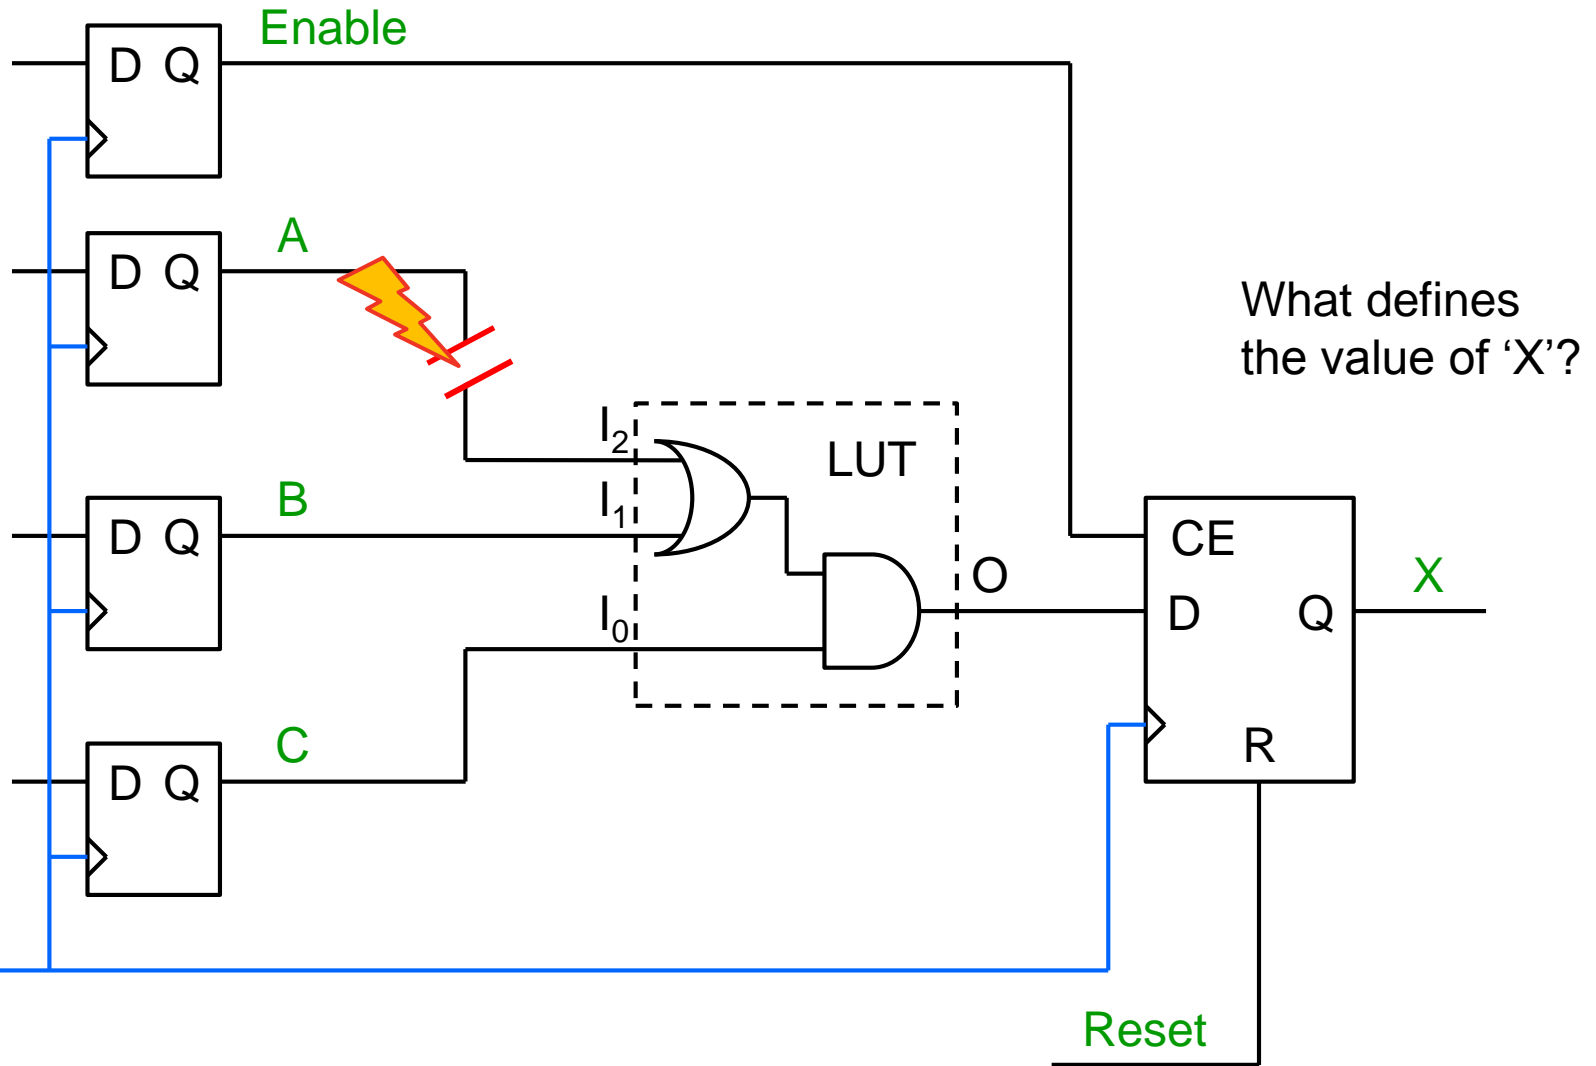 Enable
D Q
A
D Q
What defines
the value of ‘X’?
I2
LUT
B
I1
D Q
CE
O
X
I0
D
Q
C
R
D Q
Reset